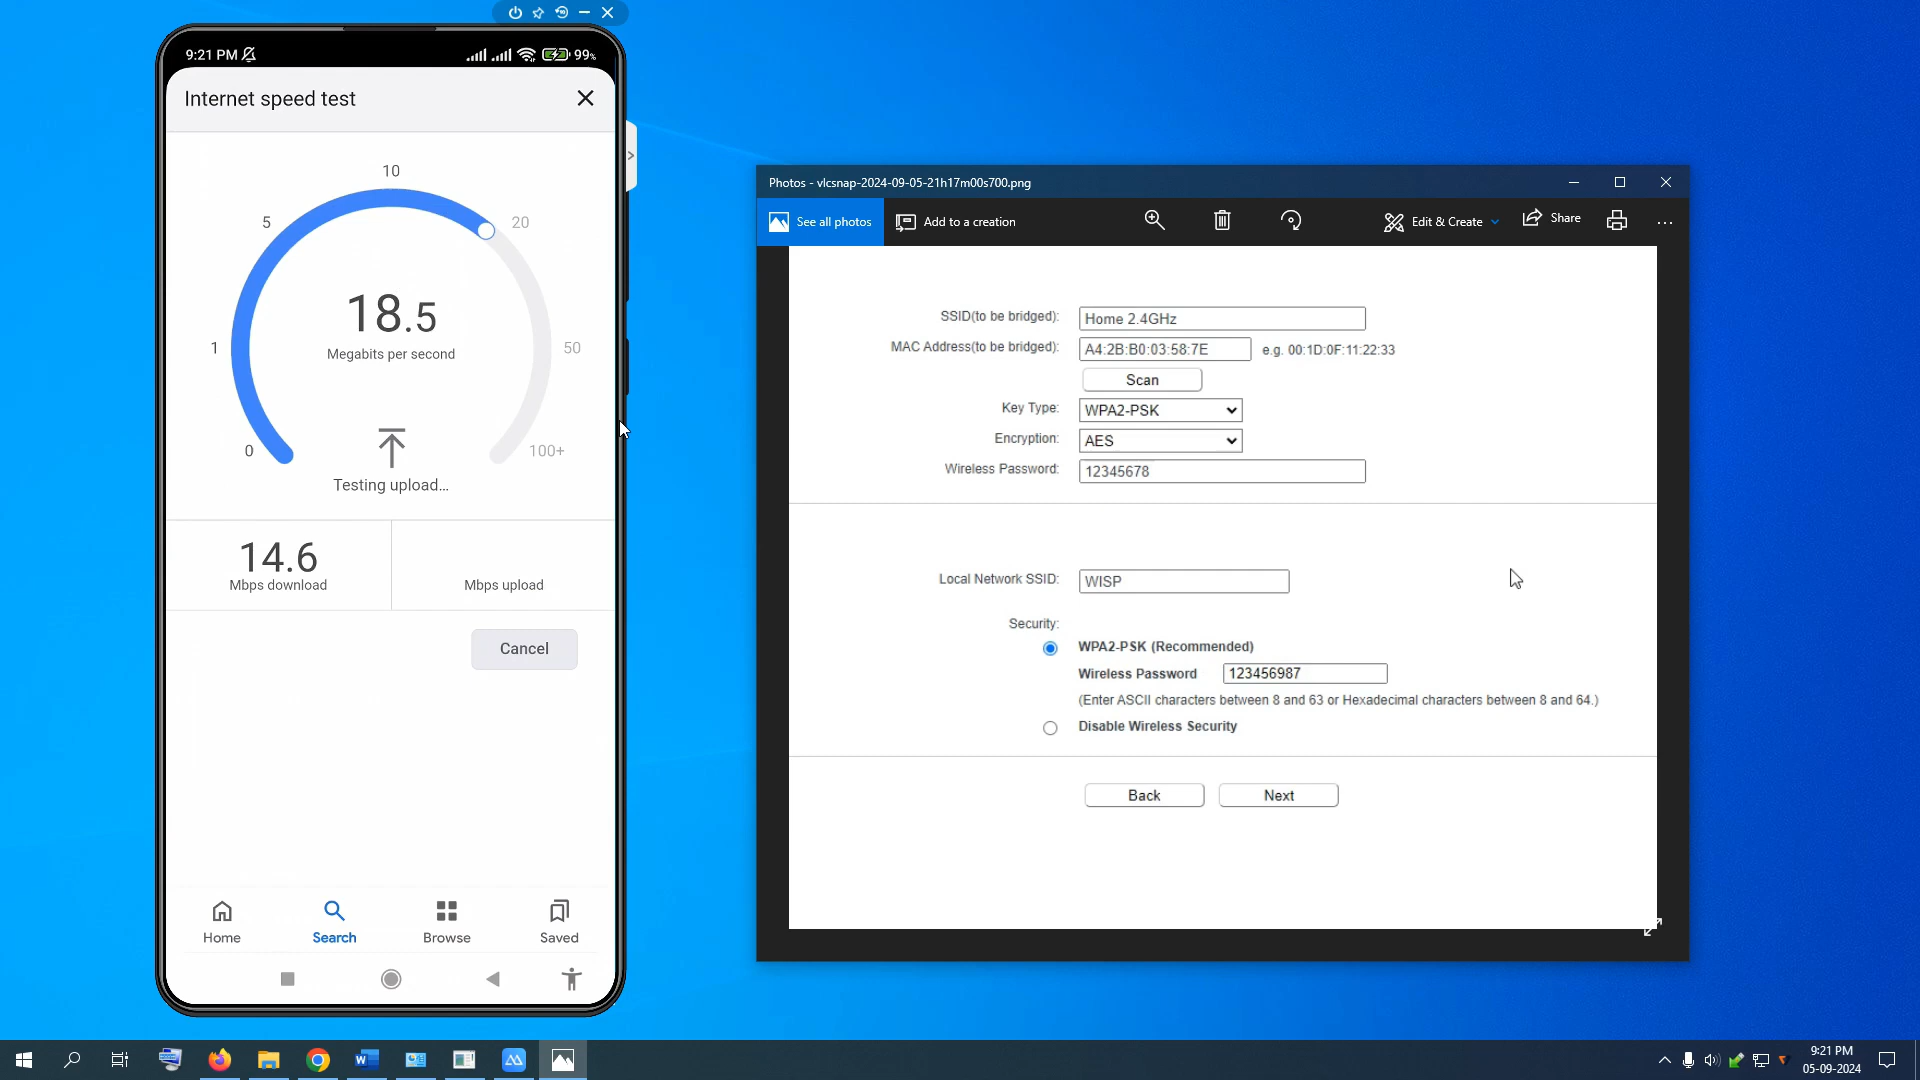 9:21 PM
99%
Internet speed test
10
5
20
18.5
Megabits per second
1
50
0
100+
Testing upload...
14.6
Mbps download
Mbps upload
Cancel
Home
Search
Browse
Saved
Photos - vlcsnap-2024-09-05-21h17m00s700.png
See all photos
Add to a creation
Edit & Create
Share
SSID(to be bridged):
Home 2.4GHz
MAC Address(to be bridged):
A4:2B:B0:03:58:7E
e.g. 00:1D:0F:11:22:33
Scan
Key Type:
WPA2-PSK
Encryption:
AES
Wireless Password:
12345678
Local Network SSID:
WISP
Security:
WPA2-PSK (Recommended)
Wireless Password
123456987
(Enter ASCII characters between 8 and 63 or Hexadecimal characters between 8 and 64.)
Disable Wireless Security
Back
Next
9:21 PM
05-09-2024